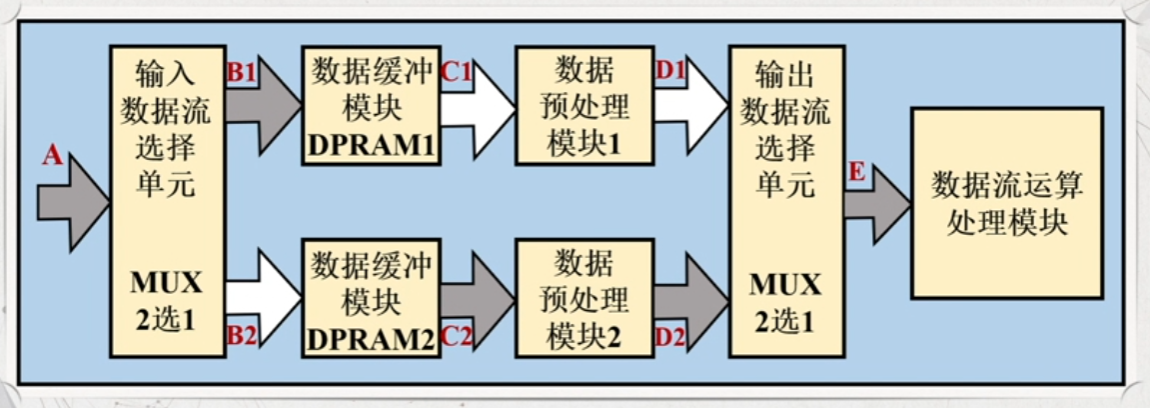 A
输入
数据流
选择
单元
MUX
2选1
B1
B2
数据缓冲
模块
DPRAM1
数据缓冲
模块
DPRAM2
C1
C2
数据
预处理
模块1
数据
预处理
模块2
D1
D2
输出
数据流
选择
单元
MUX
2选1
E
数据流运算
处理模块